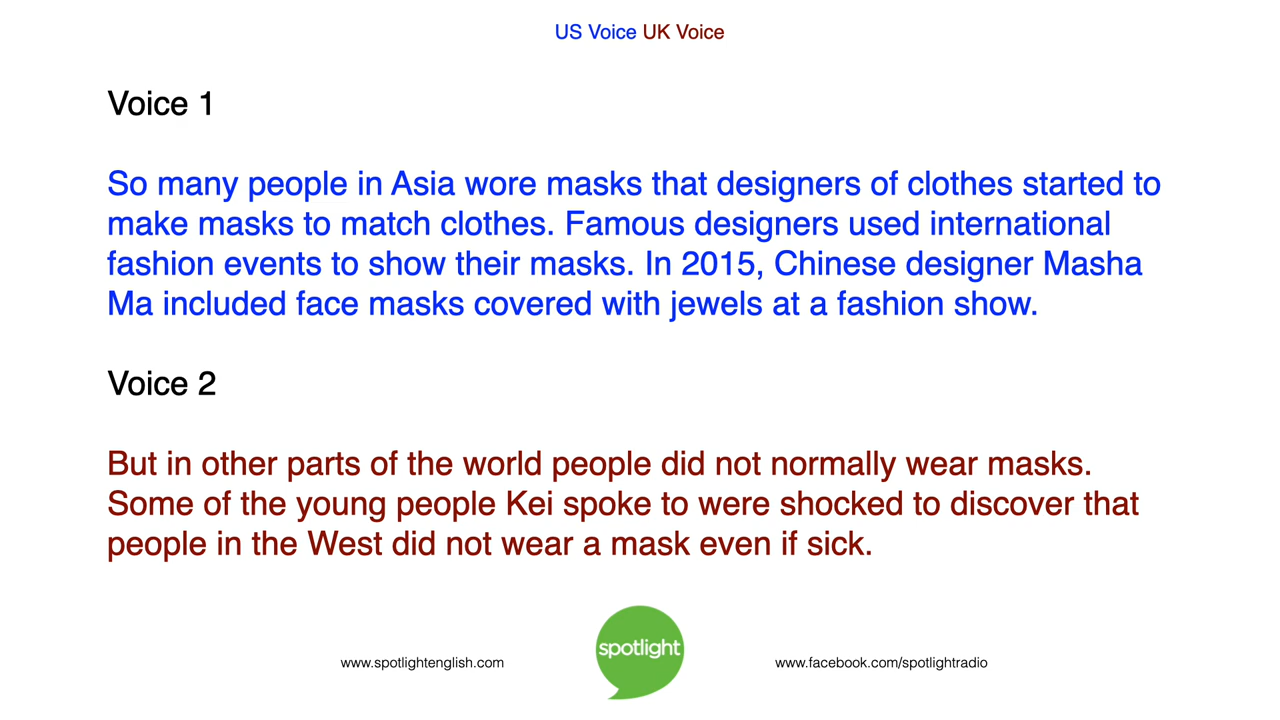 US Voice UK Voice
Voice 1
So many people in Asia wore masks that designers of clothes started to
make masks to match clothes. Famous designers used international
fashion events to show their masks. In 2015, Chinese designer Masha
Ma included face masks covered with jewels at a fashion show.
Voice 2
But in other parts of the world people did not normally wear masks.
Some of the young people Kei spoke to were shocked to discover that
people in the West did not wear a mask even if sick.
spotlight
www.spotlightenglish.com
www.facebook.com/spotlightradio